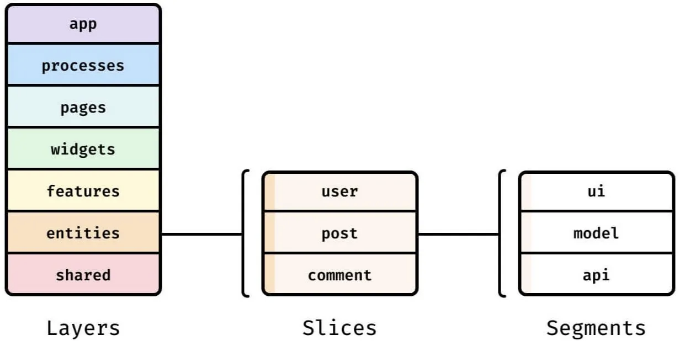 app
processes
pages
widgets
features
entities
shared
Layers
user
post
comment
Slices
ui
model
api
Segments